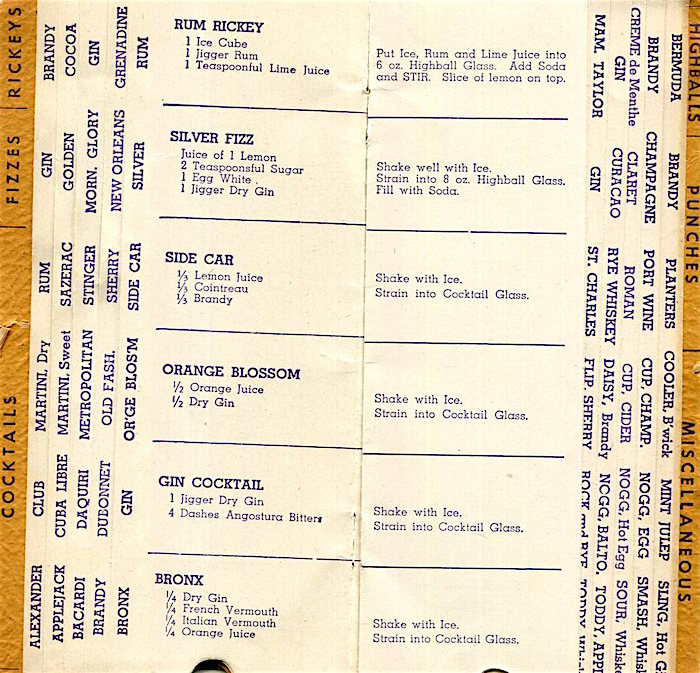 RUM RICKEY
1 Ice Cube
1 Jigger Rum
1 Teaspoonful Lime Juice
Put Ice, Rum and Lime Juice into
6 oz. Highball Glass. Add Soda
and STIR. Slice of lemon on top.
SILVER FIZZ
Juice of 1 Lemon
2 Teaspoonsful Sugar
1 Egg White
1 Jigger Dry Gin
Shake well with Ice.
Strain into 8 oz. Highball Glass.
Fill with Soda.
SIDE CAR
⅓ Lemon Juice
⅓ Cointreau
⅓ Brandy
Shake with Ice.
Strain into Cocktail Glass.
ORANGE BLOSSOM
½ Orange Juice
½ Dry Gin
Shake with Ice.
Strain into Cocktail Glass.
GIN COCKTAIL
1 Jigger Dry Gin
4 Dashes Angostura Bitters
Shake with Ice.
Strain into Cocktail Glass.
BRONX
¼ Dry Gin
¼ French Vermouth
¼ Italian Vermouth
¼ Orange Juice
Shake with Ice.
Strain into Cocktail Glass.
RICKEYS
BRANDY
COCOA
GIN
GRENADINE
RUM
FIZZES
GIN
GOLDEN
MORN. GLORY
NEW ORLEANS
SILVER
COCKTAILS
RUM
SAZERAC
STINGER
SHERRY
SIDE CAR
MARTINI, Dry
MARTINI, Sweet
METROPOLITAN
OLD FASH.
OR'GE BLOS'M
CLUB
CUBA LIBRE
DAQUIRI
DUBONNET
GIN
ALEXANDER
APPLEJACK
BACARDI
BRANDY
BRONX
HIGHBALLS
BERMUDA
BRANDY
CREME de Menthe
GIN
MAM. TAYLOR
PUNCHES
BRANDY
CHAMPAGNE
CLARET
CURACAO
GIN
PLANTERS
PORT WINE
ROMAN
RYE WHISKEY
ST. CHARLES
MISCELLANEOUS
COOLER, B'wick
CUP, CHAMP.
CUP, CIDER
DAISY, Brandy
FLIP, SHERRY
MINT JULEP
NOGG, EGG
NOGG, Hot Egg
NOGG, BALTO.
ROCK and RYE
SLING, Hot G
SMASH, Whisk
SOUR, Whiske
TODDY, APPL
TODDY, Whisk